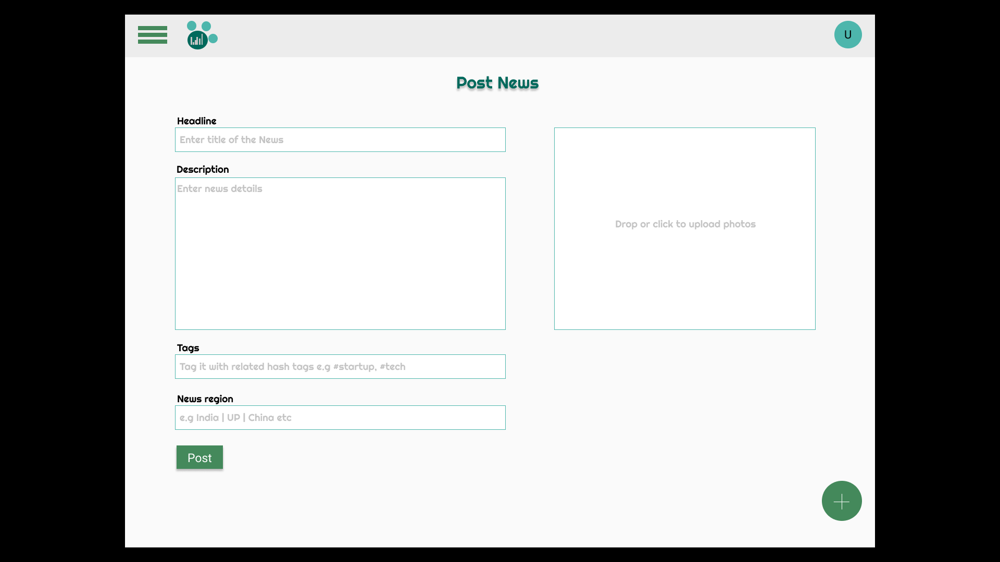 U
Post News
Headline
Enter title of the News
Description
Enter news details
Drop or click to upload photos
Tags
Tag it with related hash tags e.g #startup, #tech
News region
e.g India | UP | China etc
Post